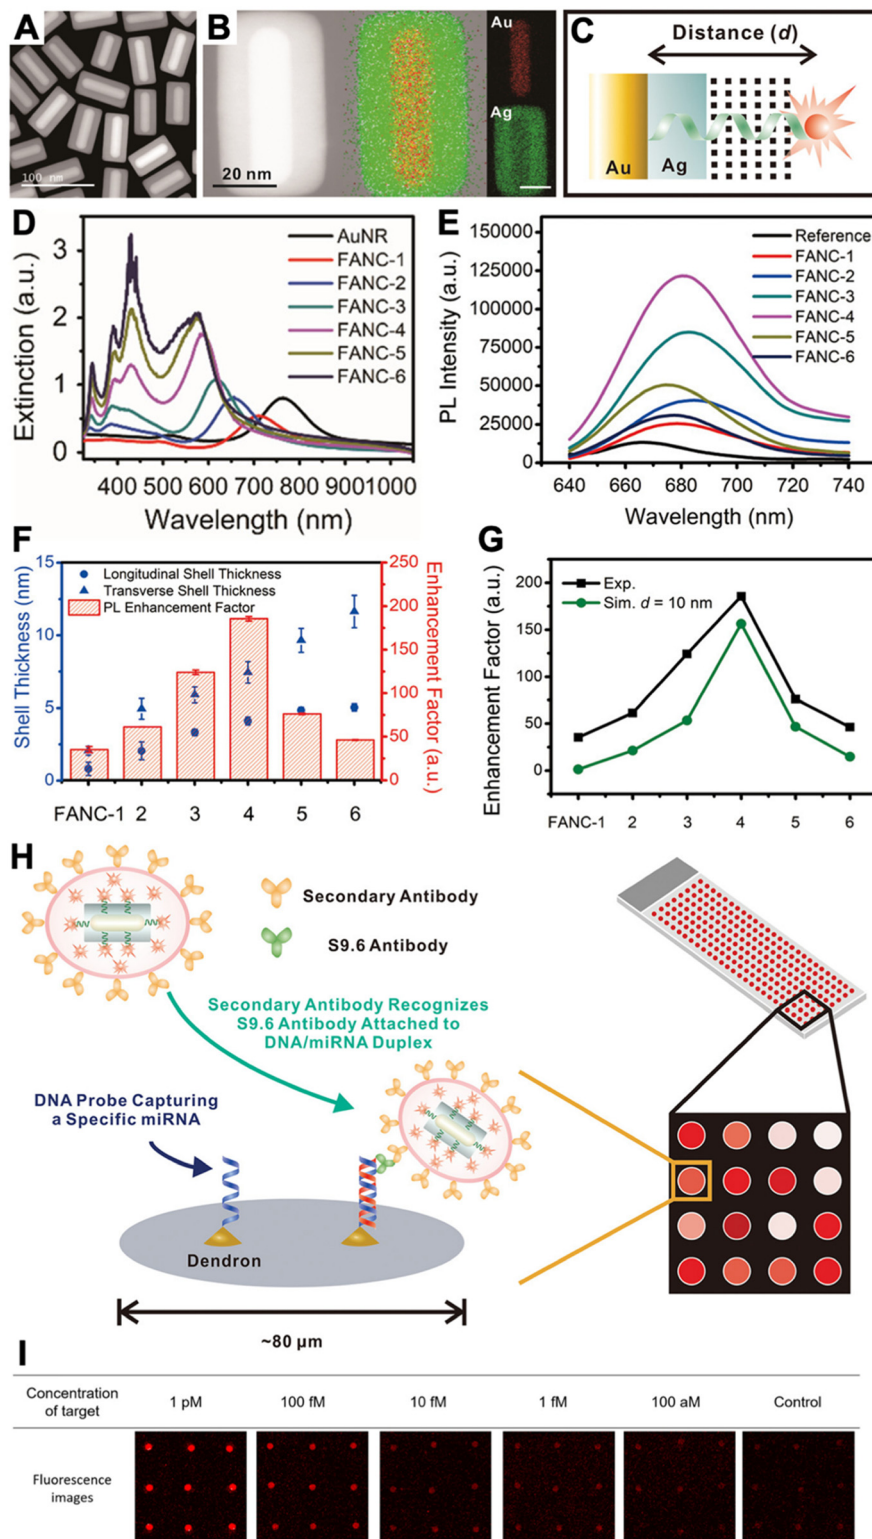 A
100 nm
B
20 nm
Au
Ag
C
Distance (d)
Au
Ag
D
Extinction (a.u.)
3
2
1
0
AuNR
FANC-1
FANC-2
FANC-3
FANC-4
FANC-5
FANC-6
400 500 600 700 800 9001000
Wavelength (nm)
E
PL Intensity (a.u.)
150000
125000
100000
75000
50000
25000
0
Reference
FANC-1
FANC-2
FANC-3
FANC-4
FANC-5
FANC-6
640 660 680 700 720 740
Wavelength (nm)
F
Shell Thickness (nm)
15
10
5
0
Longitudinal Shell Thickness
Transverse Shell Thickness
PL Enhancement Factor
250
200
150
100
50
0
Enhancement Factor (a.u.)
FANC-1 2 3 4 5 6
G
Enhancement Factor (a.u.)
200
150
100
50
0
Exp.
Sim. d = 10 nm
FANC-1 2 3 4 5 6
H
Secondary Antibody
S9.6 Antibody
Secondary Antibody Recognizes
S9.6 Antibody Attached to
DNA/miRNA Duplex
DNA Probe Capturing
a Specific miRNA
Dendron
~80 μm
I
Concentration
of target
1 pM
100 fM
10 fM
1 fM
100 aM
Control
Fluorescence
images